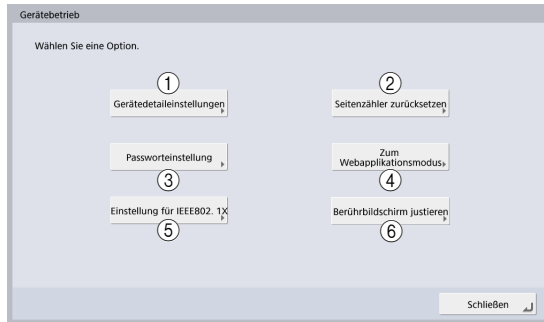 Gerätebetrieb
Wählen Sie eine Option.
1 2
Gerätedetaileinstellungen Seitenzähler zurücksetzen
Passworteinstellung Zum
Webapplikationsmodus
3 4
Einstellung für IEEE802. 1X Berührbildschirm justieren
5 6
Schließen